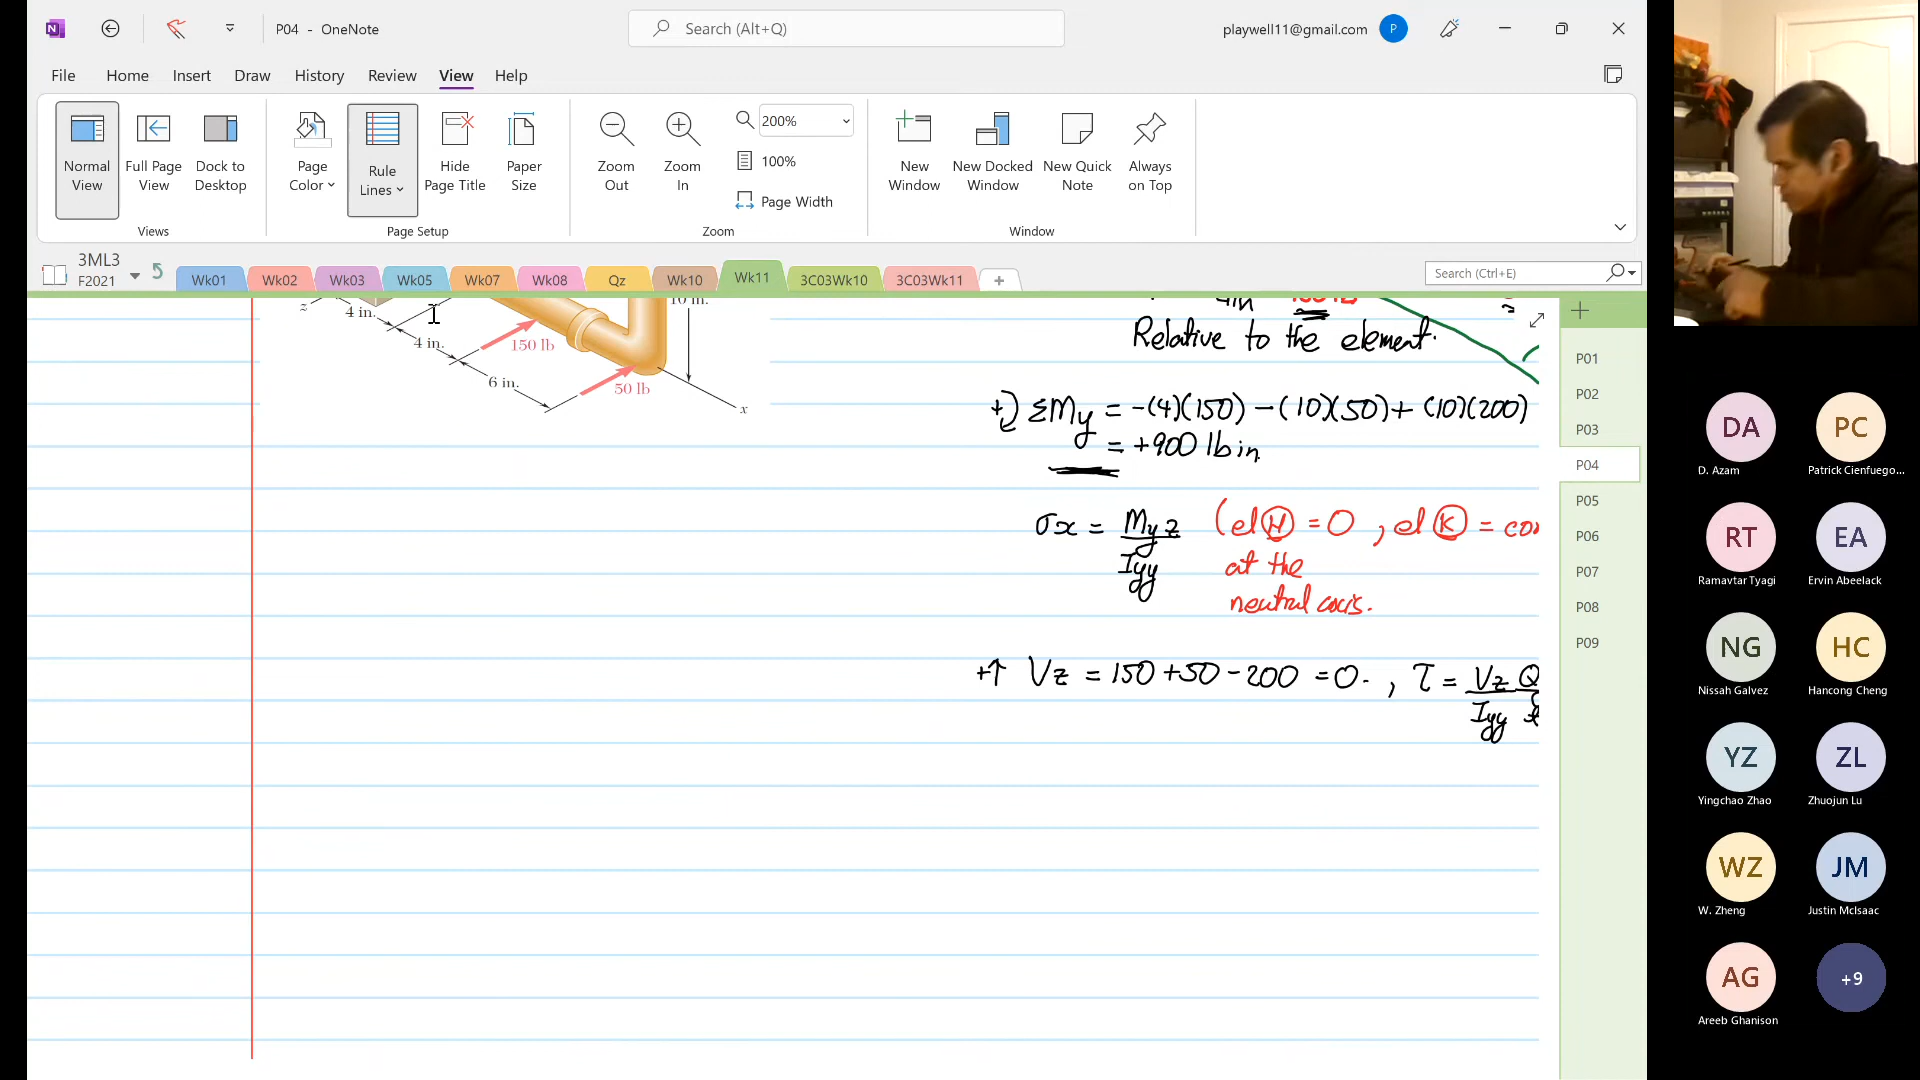 P04 - OneNote
Search (Alt+Q)
playwell11@gmail.com
P
File Home Insert Draw History Review View Help
Normal View
Full Page View
Dock to Desktop
Page Color
Rule Lines
Hide Page Title
Paper Size
Zoom Out
Zoom In
200%
100%
Page Width
New Window
New Docked Window
New Quick Note
Always on Top
Views
Page Setup
Zoom
Window
3ML3
F2021
Wk01 Wk02 Wk03 Wk05 Wk07 Wk08 Qz Wk10 Wk11 3C03Wk10 3C03Wk11
Search (Ctrl+E)
z
4 in.
4 in.
6 in.
150 lb
50 lb
10 in.
x
Relative to the element.
+) ΣMy = -(4)(150) - (10)(50) + (10)(200)
= +900 lb in.
σx = My z / Iyy (el H = 0 , el K =
at the
neutral axis.
+↑ Vz = 150 + 50 - 200 = 0. , τ = Vz Q / Iyy t
P01
P02
P03
P04
P05
P06
P07
P08
P09
DA
D. Azam
PC
Patrick Cienfuego...
RT
Ramavtar Tyagi
EA
Ervin Abeelack
NG
Nissah Galvez
HC
Hancong Cheng
YZ
Yingchao Zhao
ZL
Zhuojun Lu
WZ
W. Zheng
JM
Justin McIsaac
AG
Areeb Ghanison
+9